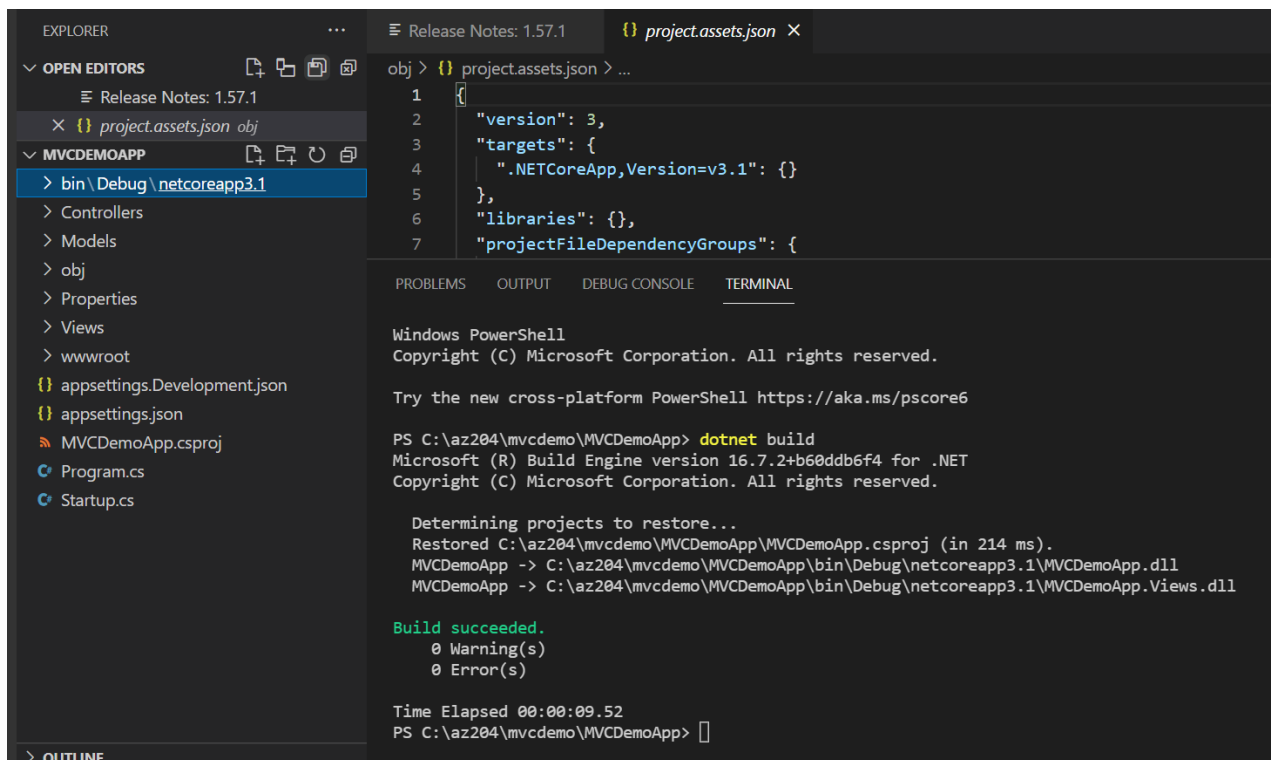 EXPLORER
OPEN EDITORS
Release Notes: 1.57.1
{} project.assets.json obj
MVCDEMOAPP
bin\Debug\netcoreapp3.1
Controllers
Models
obj
Properties
Views
wwwroot
{} appsettings.Development.json
{} appsettings.json
MVCDemoApp.csproj
C# Program.cs
C# Startup.cs
OUTLINE
Release Notes: 1.57.1 {} project.assets.json
obj > {} project.assets.json > ...
1 {
2 "version": 3,
3 "targets": {
4 ".NETCoreApp,Version=v3.1": {}
5 },
6 "libraries": {},
7 "projectFileDependencyGroups": {
PROBLEMS OUTPUT DEBUG CONSOLE TERMINAL
Windows PowerShell
Copyright (C) Microsoft Corporation. All rights reserved.
Try the new cross-platform PowerShell https://aka.ms/pscore6
PS C:\az204\mvcdemo\MVCDemoApp> dotnet build
Microsoft (R) Build Engine version 16.7.2+b60ddb6f4 for .NET
Copyright (C) Microsoft Corporation. All rights reserved.
Determining projects to restore...
Restored C:\az204\mvcdemo\MVCDemoApp\MVCDemoApp.csproj (in 214 ms).
MVCDemoApp -> C:\az204\mvcdemo\MVCDemoApp\bin\Debug\netcoreapp3.1\MVCDemoApp.dll
MVCDemoApp -> C:\az204\mvcdemo\MVCDemoApp\bin\Debug\netcoreapp3.1\MVCDemoApp.Views.dll
Build succeeded.
0 Warning(s)
0 Error(s)
Time Elapsed 00:00:09.52
PS C:\az204\mvcdemo\MVCDemoApp>